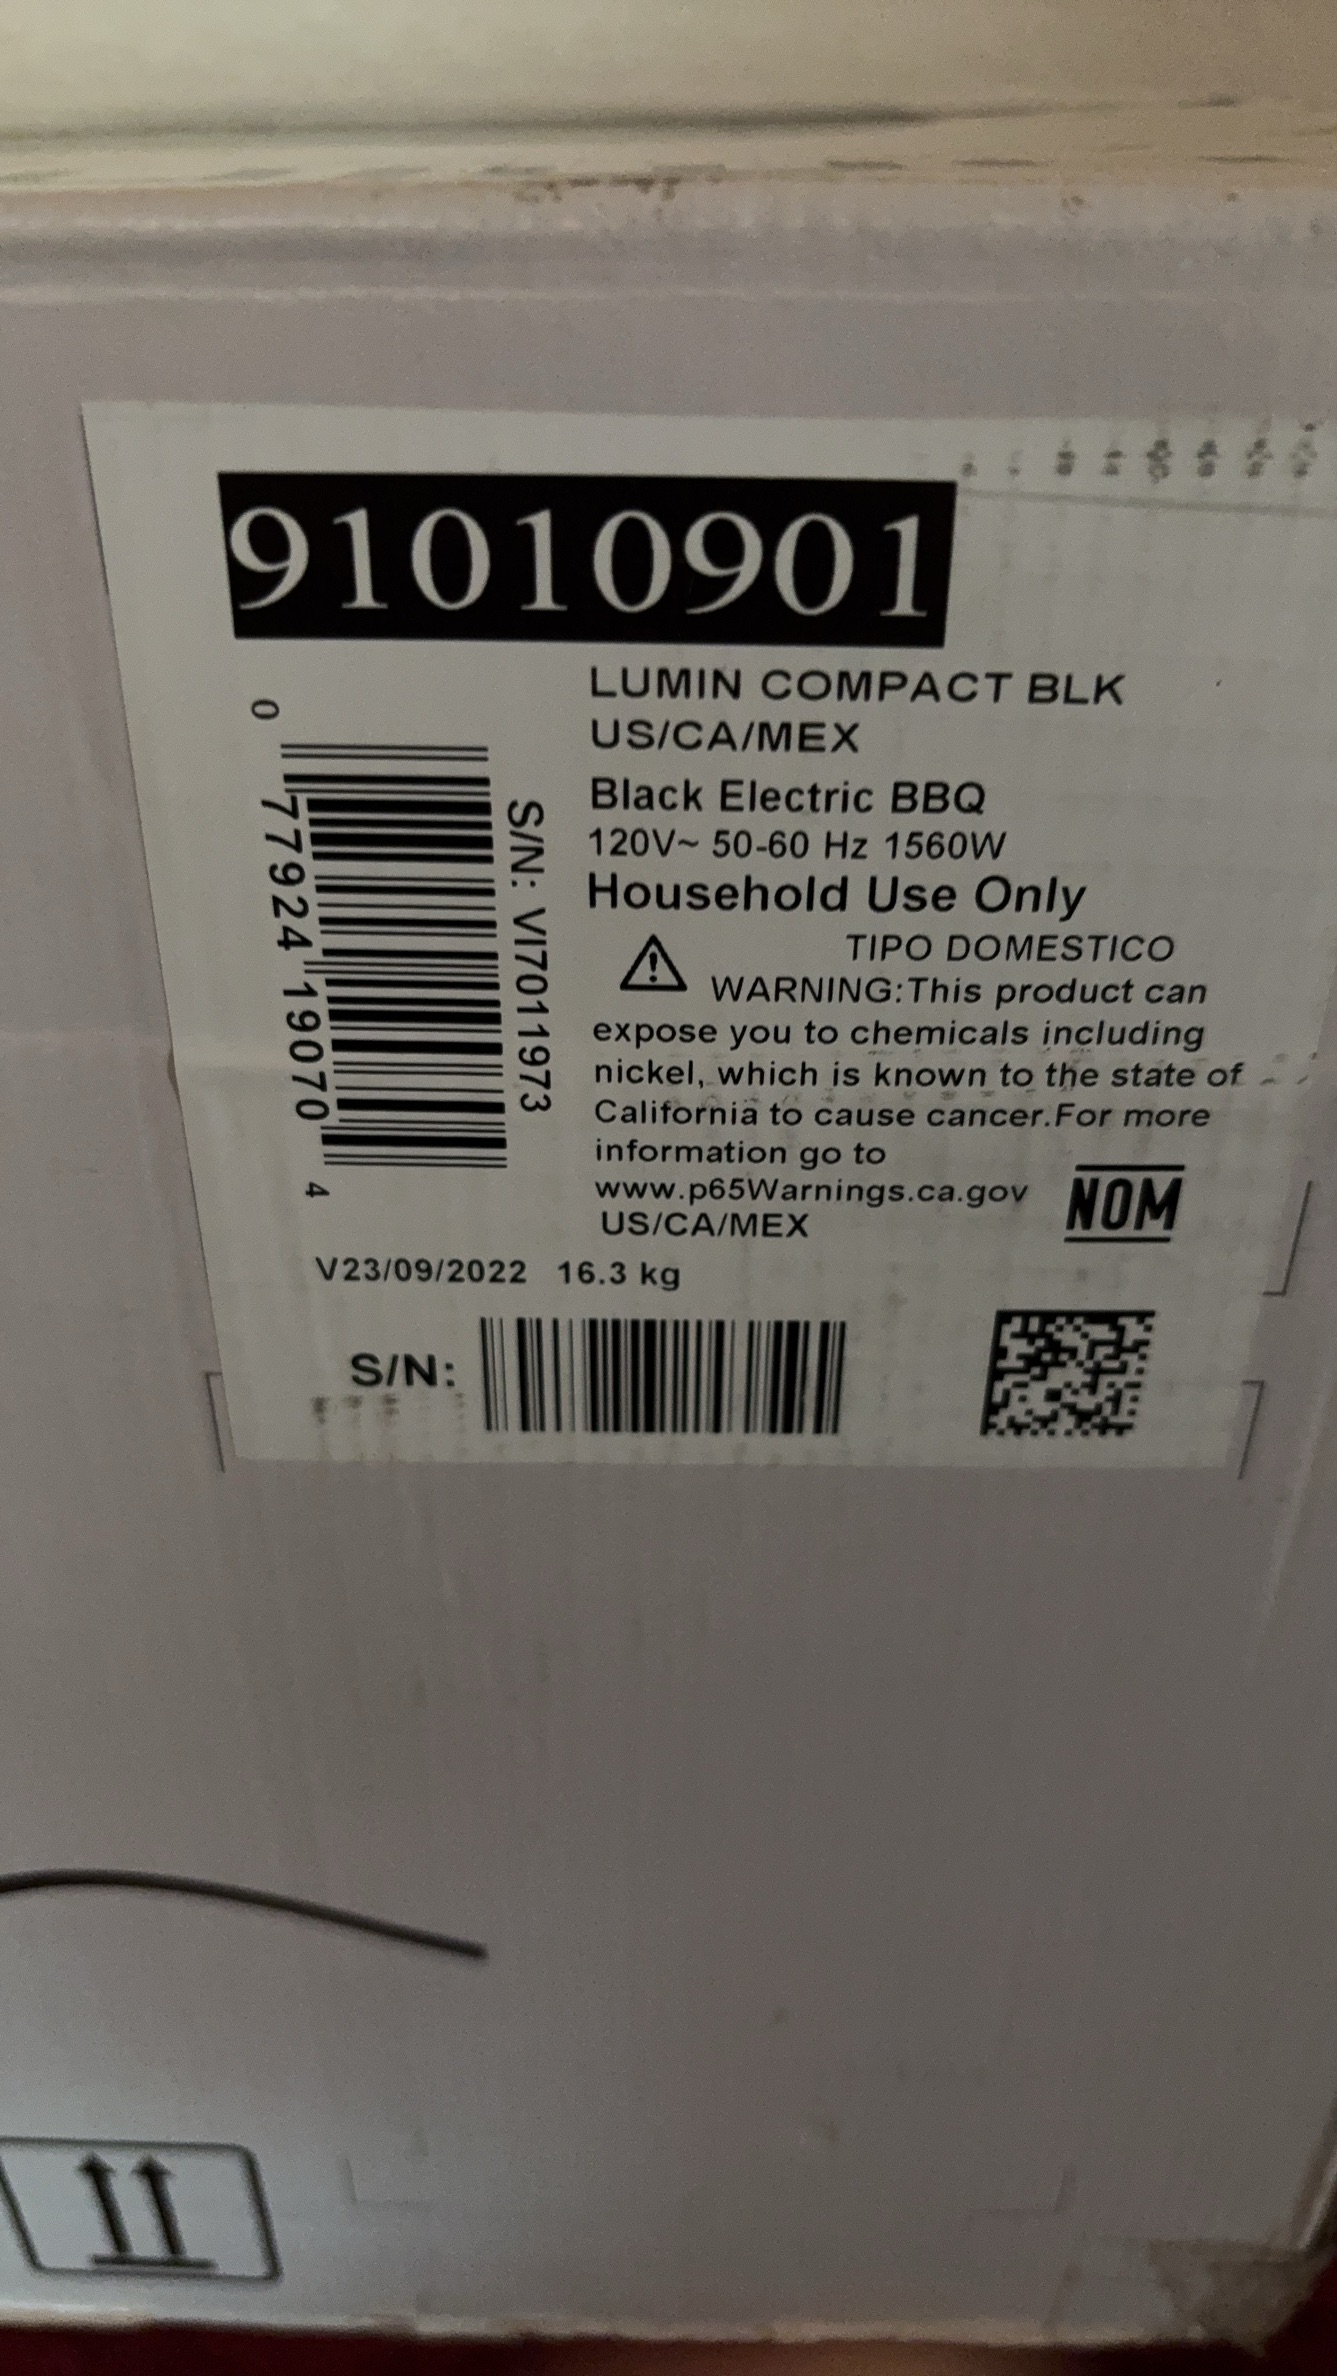 91010901
LUMIN COMPACT BLK
US/CA/MEX
Black Electric BBQ
120V~ 50-60 Hz 1560W
Household Use Only
TIPO DOMESTICO
WARNING:This product can
expose you to chemicals including
nickel, which is known to the state of
California to cause cancer.For more
information go to
www.p65Warnings.ca.gov
US/CA/MEX
NOM
0 77924 19070 4
S/N: VI7011973
V23/09/2022 16.3 kg
S/N: